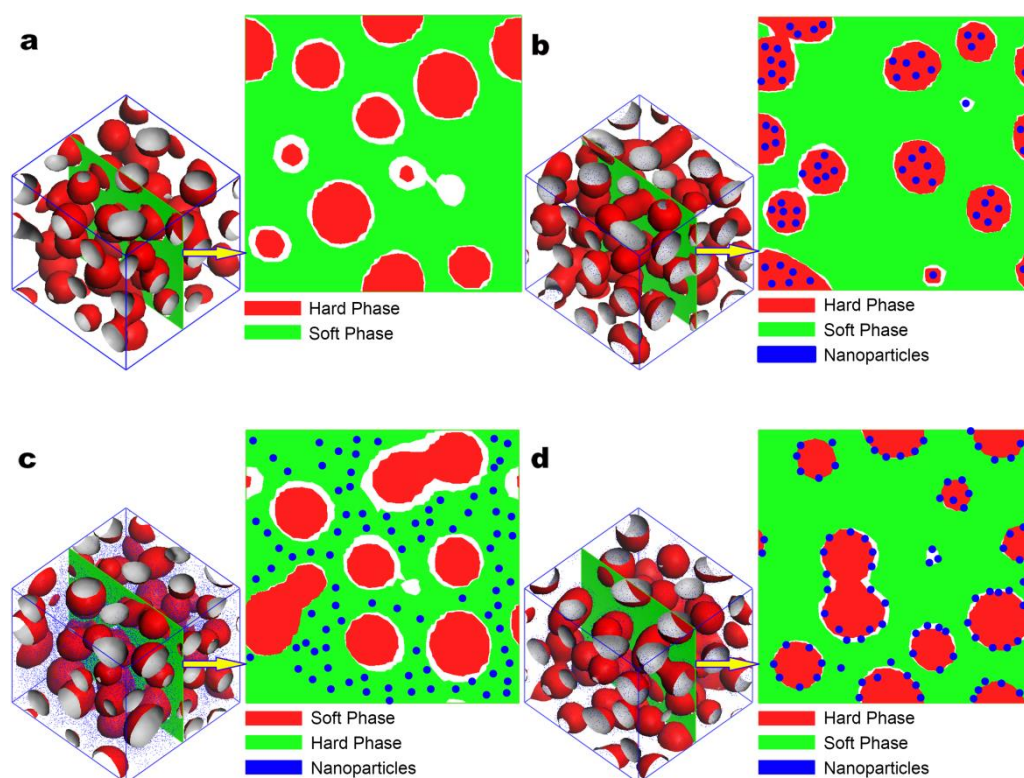 a
b
Hard Phase
Soft Phase
Hard Phase
Soft Phase
Nanoparticles
c
d
Soft Phase
Hard Phase
Nanoparticles
Hard Phase
Soft Phase
Nanoparticles